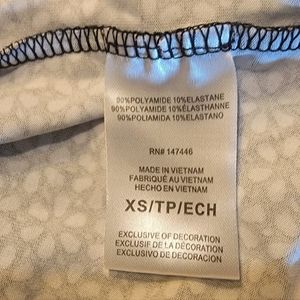 90%POLYAMIDE 10%ELASTANE
90%POLYAMIDE 10%ÉLASTHANNE
90%POLIAMIDA 10%ELASTANO
RN# 147446
MADE IN VIETNAM
FABRIQUÉ AU VIETNAM
HECHO EN VIETNAM
XS/TP/ECH
EXCLUSIVE OF DECORATION
EXCLUSIF DE LA DÉCORATION
EXCLUSIVO DE DECORACIÓN